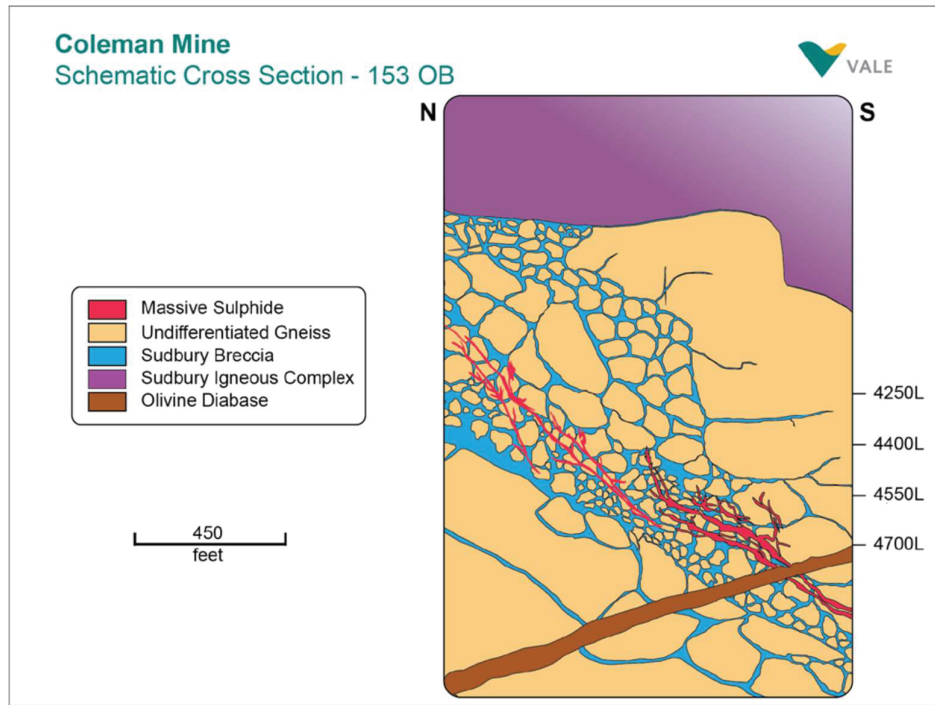 Coleman Mine
Schematic Cross Section - 153 OB
VALE
N
S
Massive Sulphide
Undifferentiated Gneiss
Sudbury Breccia
Sudbury Igneous Complex
Olivine Diabase
4250L
4400L
4550L
4700L
450
feet